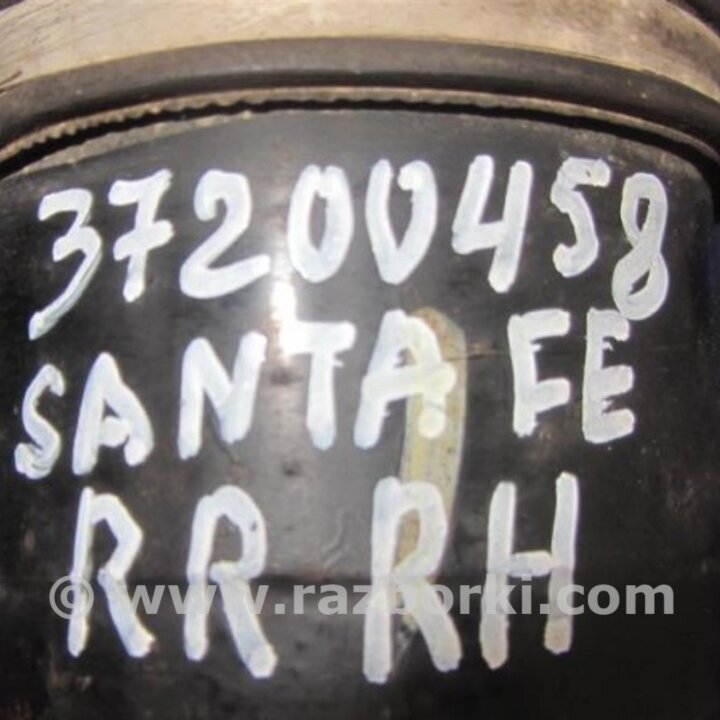 37200458
SANTA FE
RR RH
© www.razborki.com